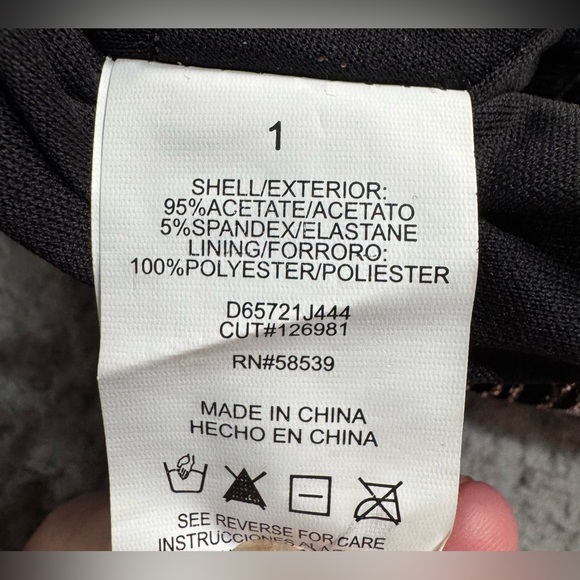 1
SHELL/EXTERIOR:
95%ACETATE/ACETATO
5%SPANDEX/ELASTANE
LINING/FORRORO:
100%POLYESTER/POLIESTER
D65721J444
CUT#126981
RN#58539
MADE IN CHINA
HECHO EN CHINA
SEE REVERSE FOR CARE